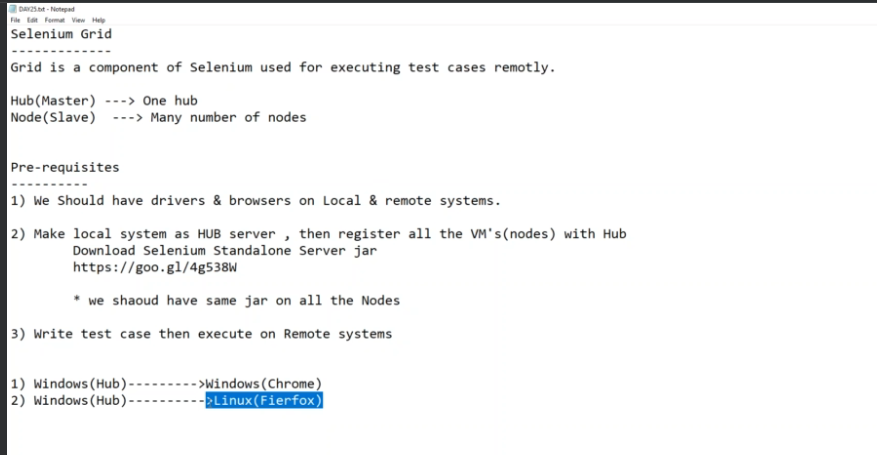 DAY25.txt - Notepad
File Edit Format View Help
Selenium Grid
-------------
Grid is a component of Selenium used for executing test cases remotly.
Hub(Master) ---> One hub
Node(Slave) ---> Many number of nodes
Pre-requisites
----------
1) We Should have drivers & browsers on Local & remote systems.
2) Make local system as HUB server , then register all the VM's(nodes) with Hub
Download Selenium Standalone Server jar
https://goo.gl/4g538W
* we shaoud have same jar on all the Nodes
3) Write test case then execute on Remote systems
1) Windows(Hub)--------->Windows(Chrome)
2) Windows(Hub)---------->Linux(Fierfox)